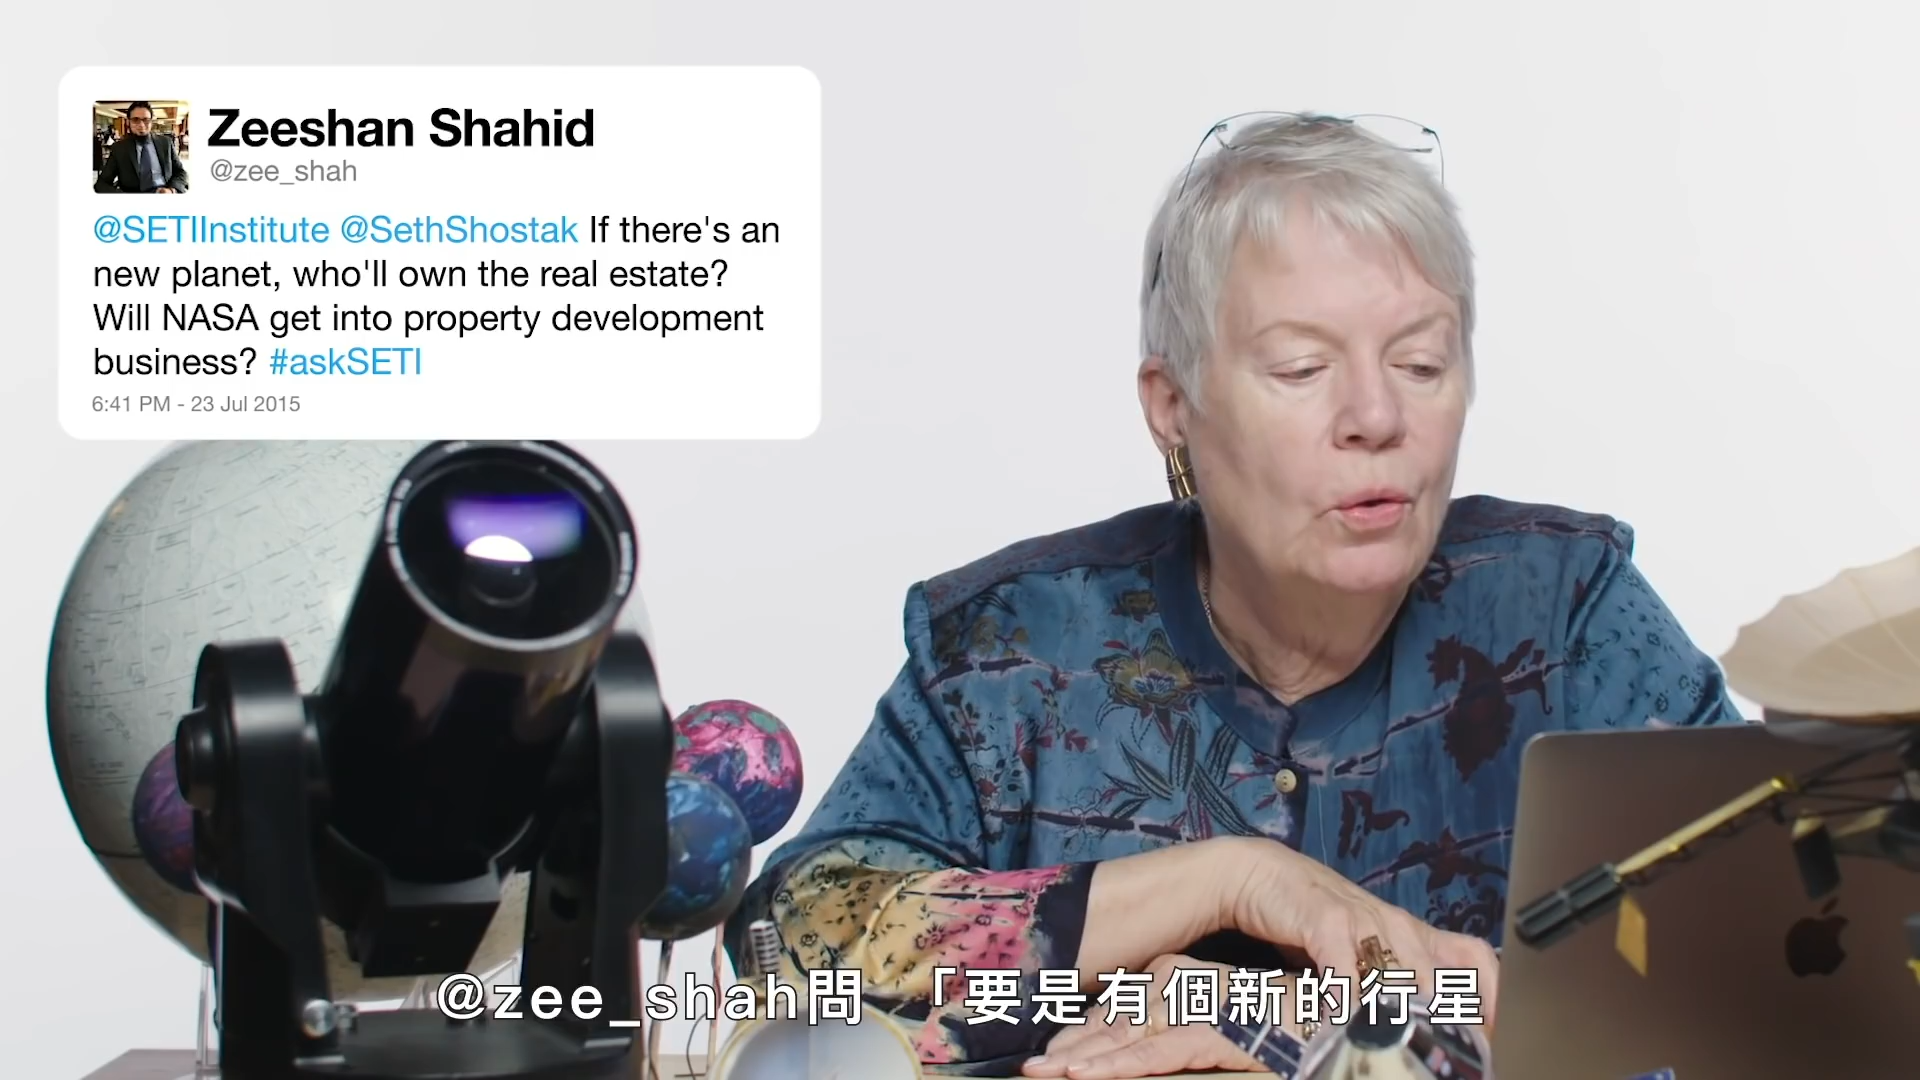 Zeeshan Shahid
@zee_shah
@SETIInstitute @SethShostak If there's an
new planet, who'll own the real estate?
Will NASA get into property development
business? #askSETI
6:41 PM - 23 Jul 2015
@zee_shah問 「要是有個新的行星